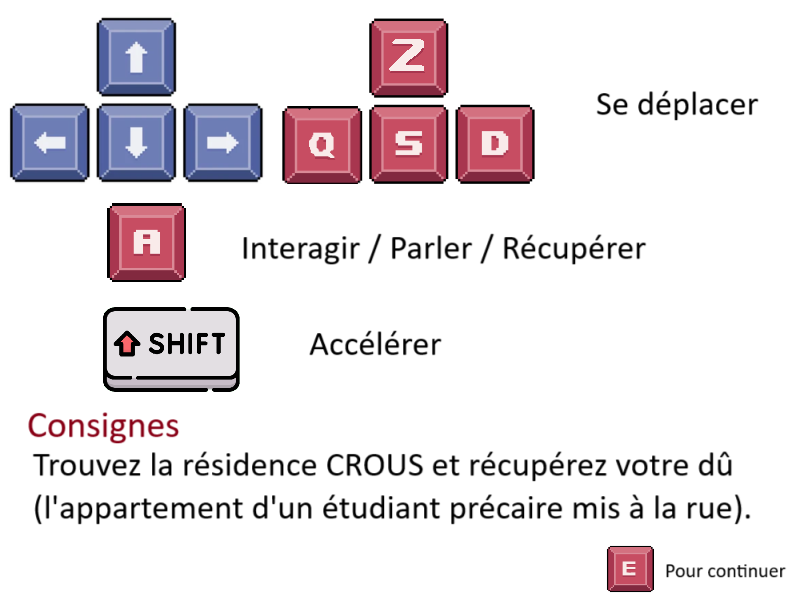 Z
Q S D
Se déplacer
A
Interagir / Parler / Récupérer
SHIFT
Accélérer
Consignes
Trouvez la résidence CROUS et récupérez votre dû
(l'appartement d'un étudiant précaire mis à la rue).
E Pour continuer